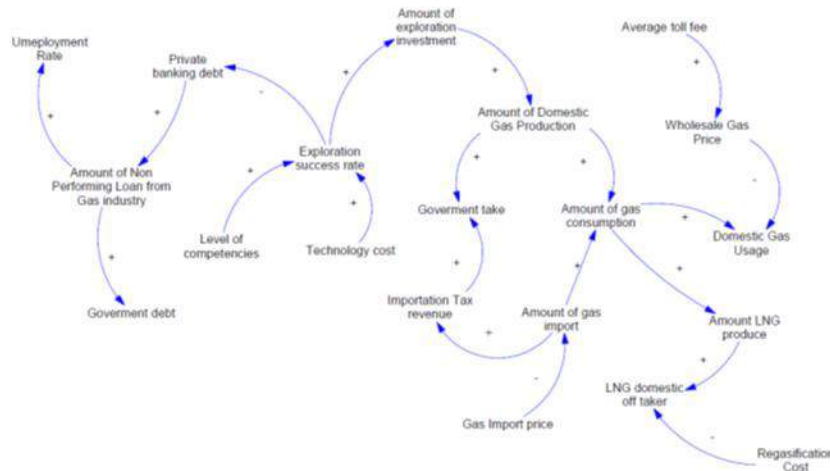 Amount of
exploration
investment
Average toll fee
Umeployment
Rate
Private
banking debt
+
+
-
+
Amount of Domestic
Gas Production
Wholesale Gas
Price
+
+
Exploration
success rate
+
+
Amount of Non
Performing Loan from
Gas industry
+
-
+
Goverment take
Amount of gas
consumption
+
Level of
competencies
Technology cost
Domestic Gas
Usage
+
+
+
+
Importation Tax
revenue
Amount of gas
import
Goverment debt
Amount LNG
produce
+
+
-
LNG domestic
off taker
Gas Import price
-
Regasification
Cost